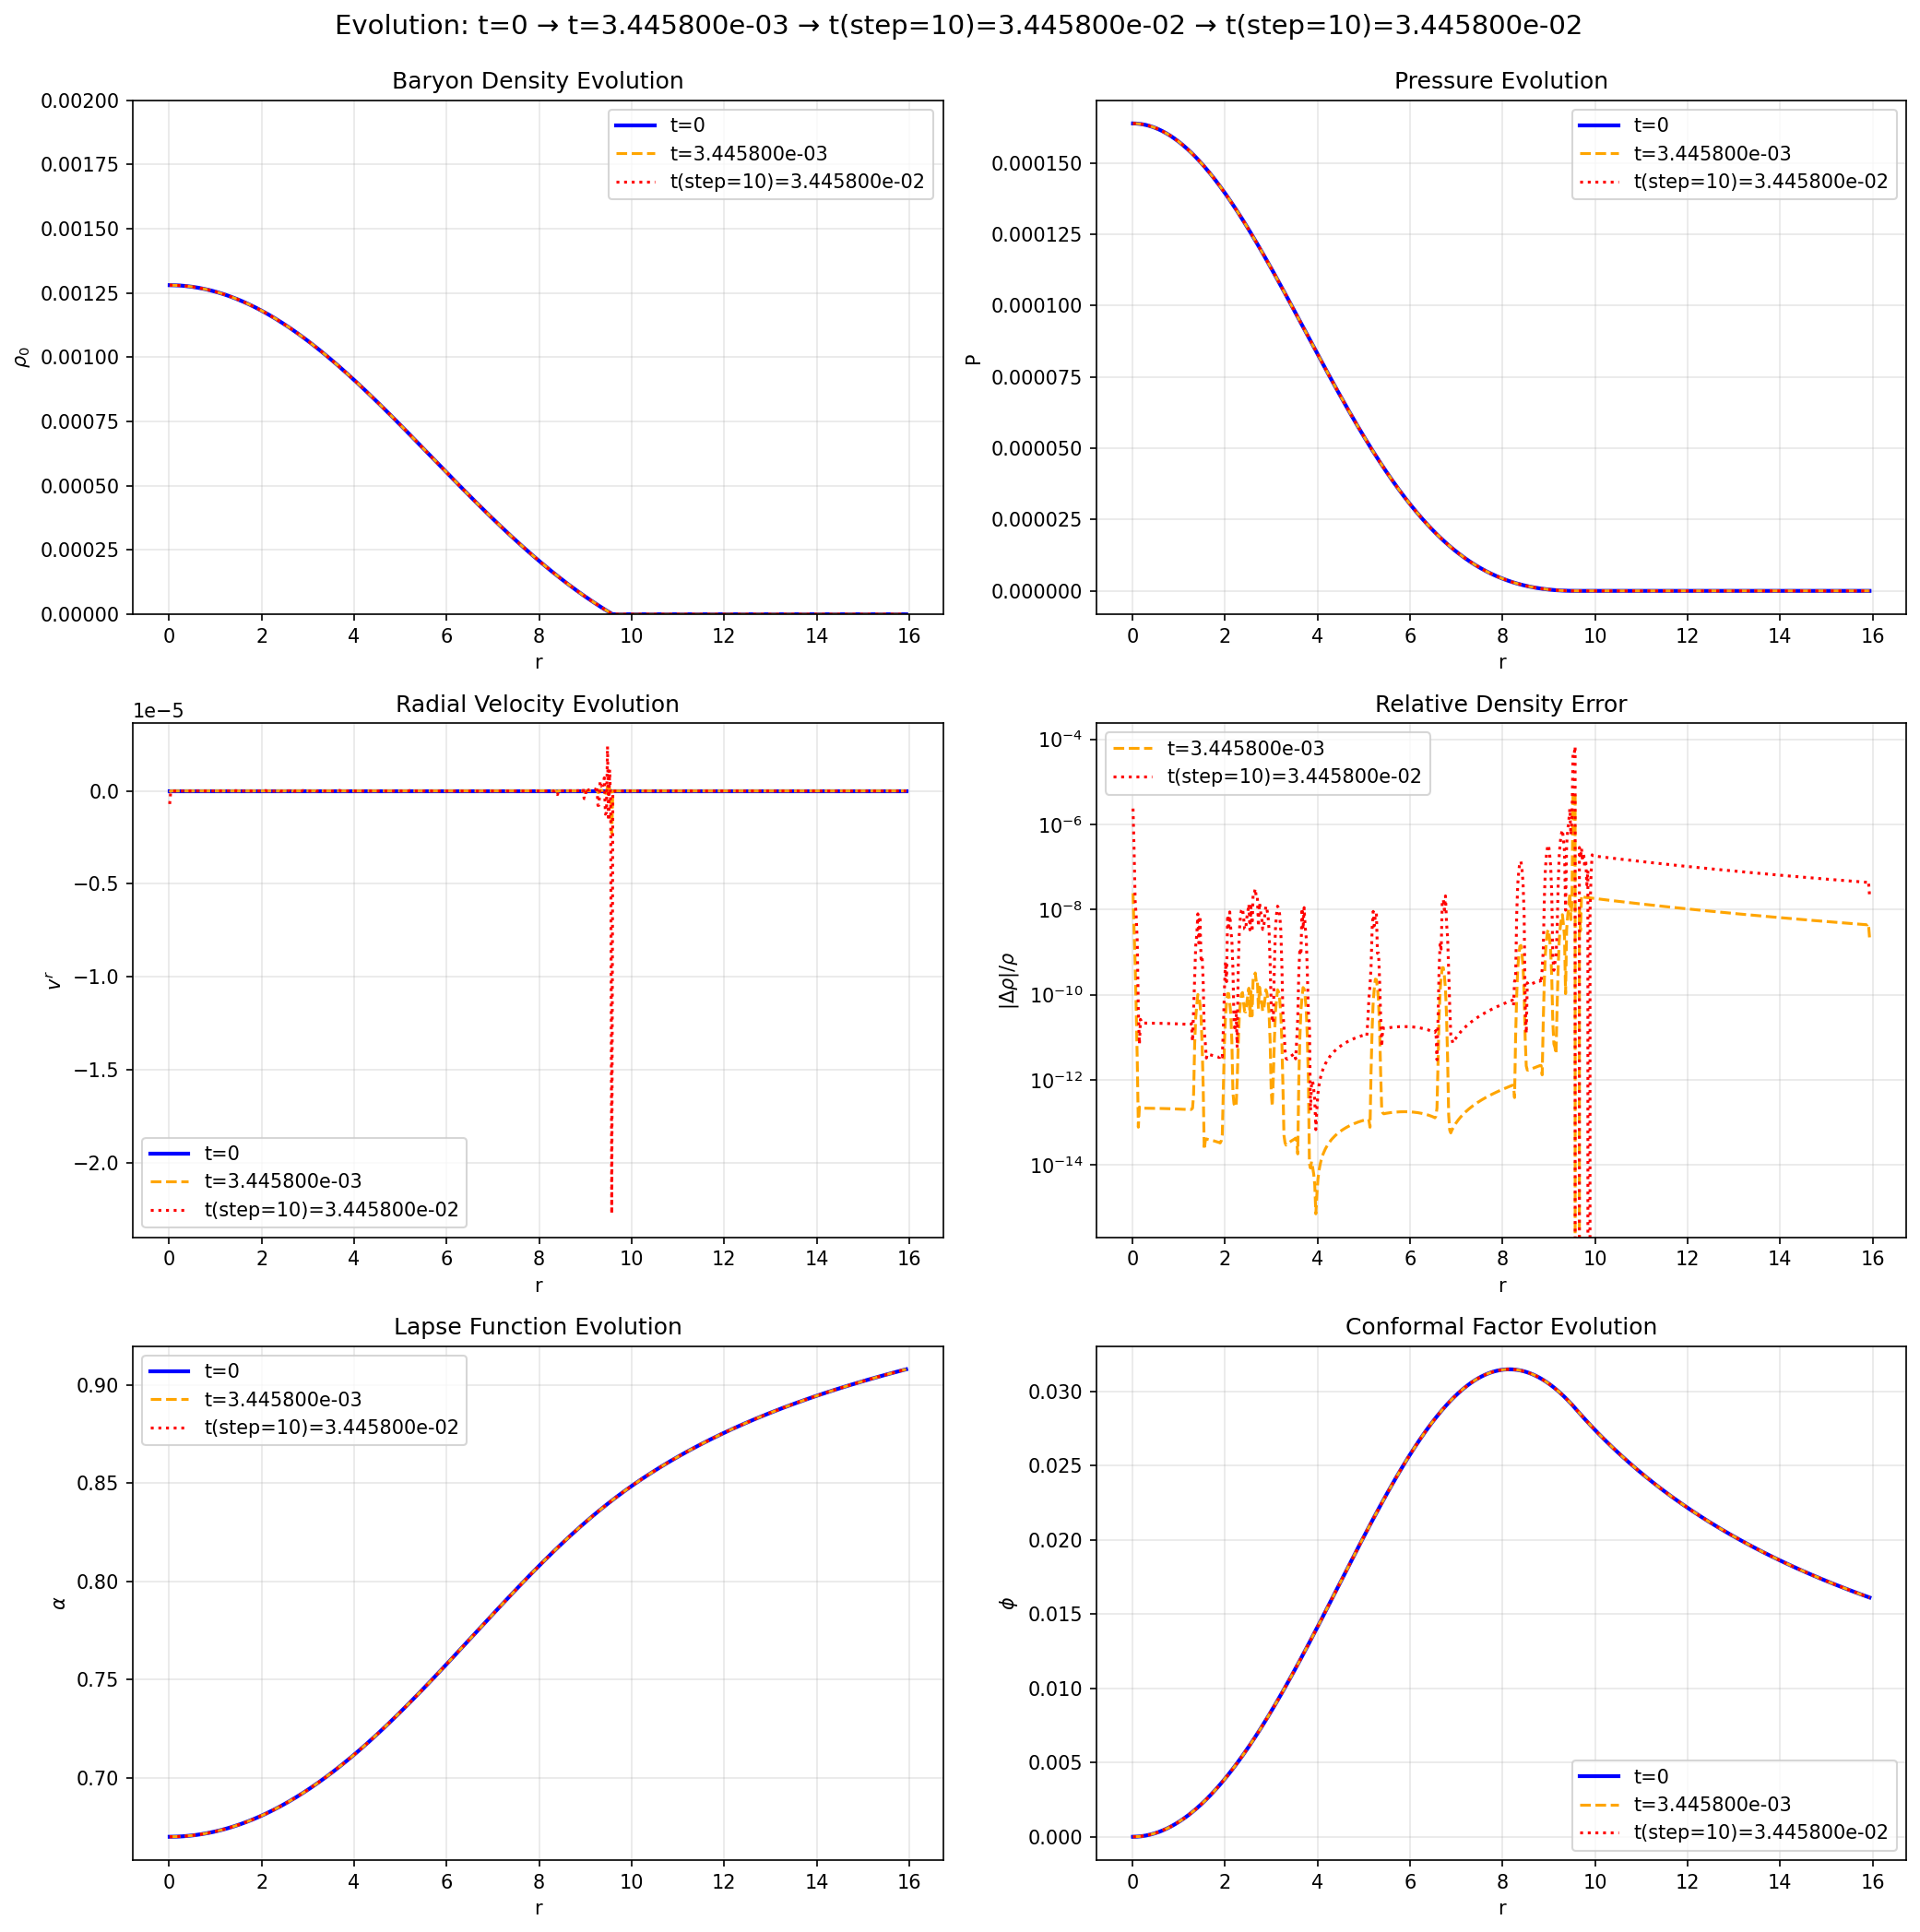 Evolution: t=0 → t=3.445800e-03 → t(step=10)=3.445800e-02 → t(step=10)=3.445800e-02
Baryon Density Evolution
ρ₀
0.00200
0.00175
0.00150
0.00125
0.00100
0.00075
0.00050
0.00025
0.00000
t=0
t=3.445800e-03
t(step=10)=3.445800e-02
0 2 4 6 8 10 12 14 16
r
Pressure Evolution
P
0.000150
0.000125
0.000100
0.000075
0.000050
0.000025
0.000000
t=0
t=3.445800e-03
t(step=10)=3.445800e-02
0 2 4 6 8 10 12 14 16
r
Radial Velocity Evolution
1e−5
vʳ
0.0
−0.5
−1.0
−1.5
−2.0
t=0
t=3.445800e-03
t(step=10)=3.445800e-02
0 2 4 6 8 10 12 14 16
r
Relative Density Error
|Δρ|/ρ
10⁻⁴
10⁻⁶
10⁻⁸
10⁻¹⁰
10⁻¹²
10⁻¹⁴
t=3.445800e-03
t(step=10)=3.445800e-02
0 2 4 6 8 10 12 14 16
r
Lapse Function Evolution
α
0.90
0.85
0.80
0.75
0.70
t=0
t=3.445800e-03
t(step=10)=3.445800e-02
0 2 4 6 8 10 12 14 16
r
Conformal Factor Evolution
ϕ
0.030
0.025
0.020
0.015
0.010
0.005
0.000
t=0
t=3.445800e-03
t(step=10)=3.445800e-02
0 2 4 6 8 10 12 14 16
r